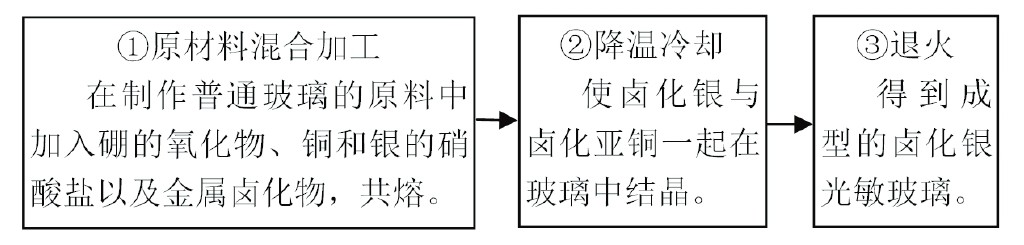 ①原材料混合加工
在制作普通玻璃的原料中
加入硼的氧化物、铜和银的硝
酸盐以及金属卤化物，共熔。
②降温冷却
使卤化银与
卤化亚铜一起在
玻璃中结晶。
③退火
得到成
型的卤化银
光敏玻璃。